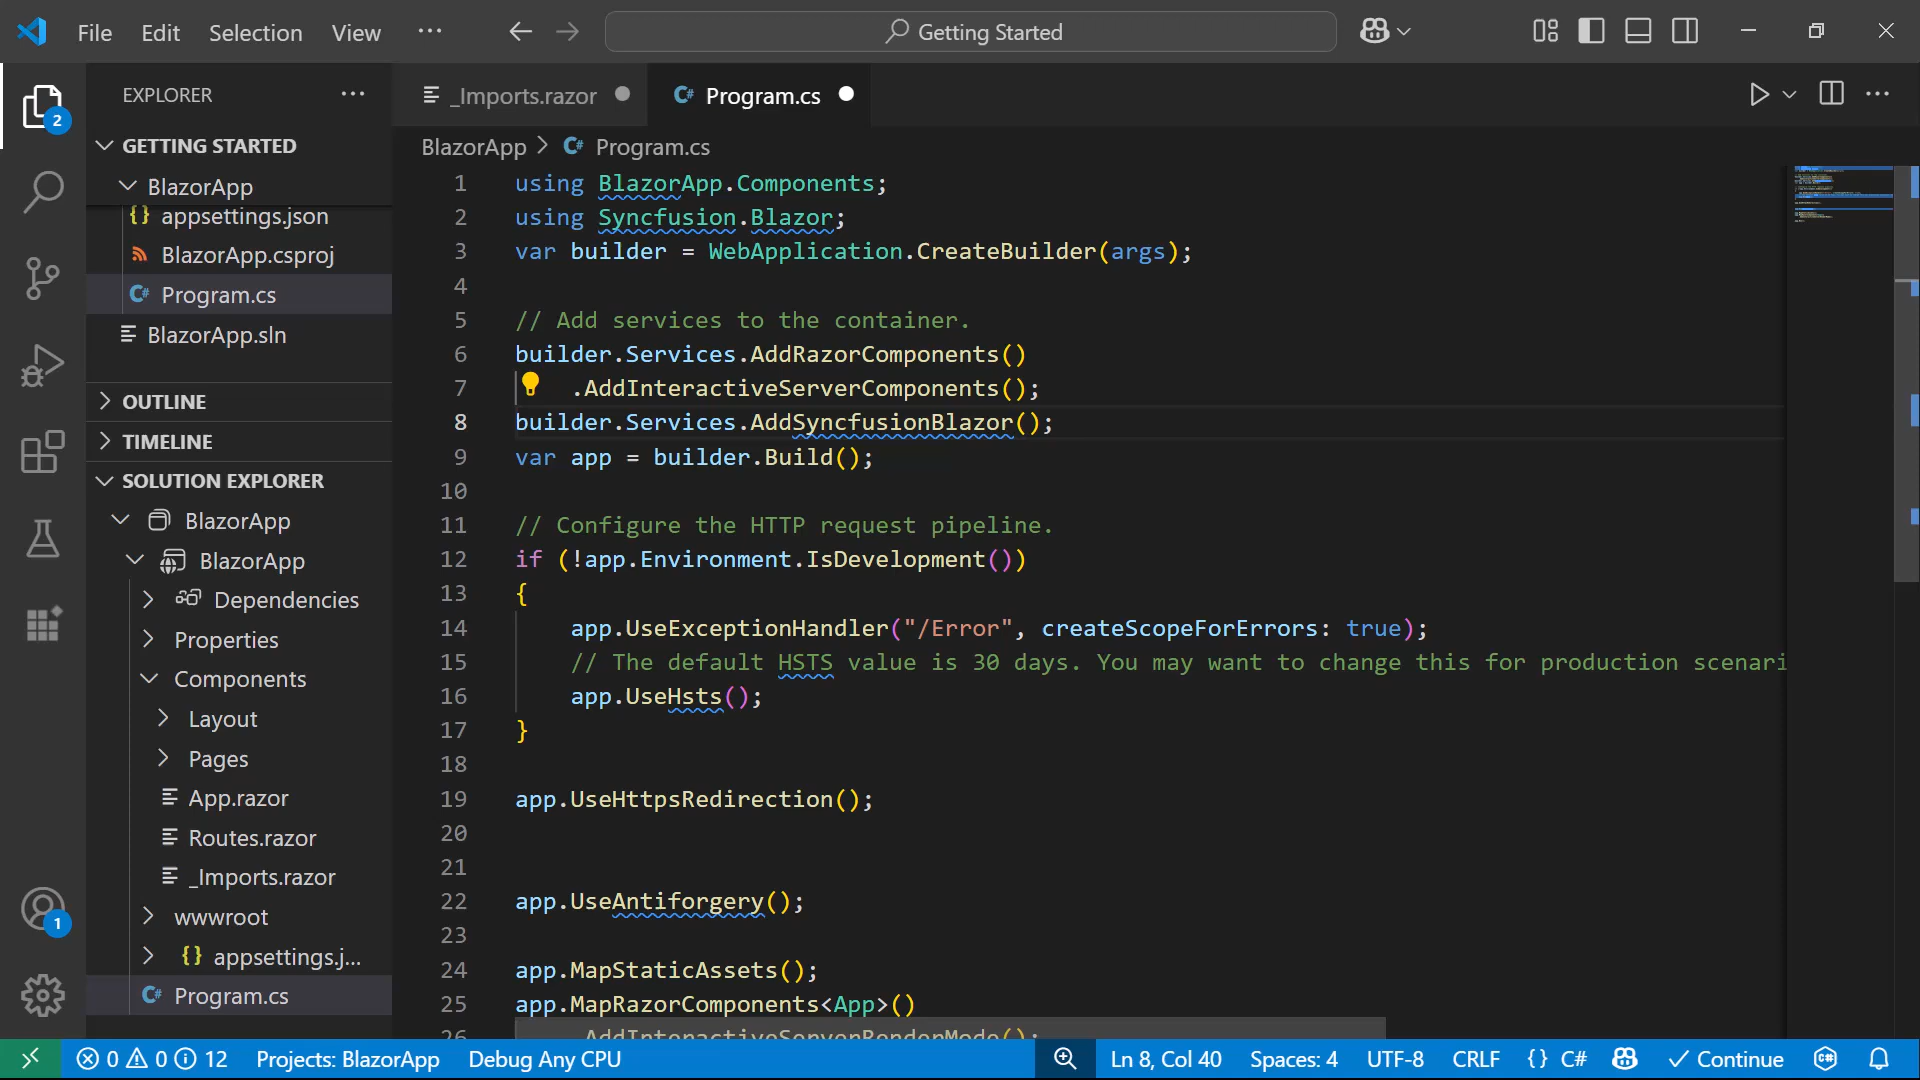 File Edit Selection View ··· Getting Started
EXPLORER ···
2
GETTING STARTED
BlazorApp
{} appsettings.json
BlazorApp.csproj
C# Program.cs
BlazorApp.sln
OUTLINE
TIMELINE
SOLUTION EXPLORER
BlazorApp
BlazorApp
Dependencies
Properties
Components
Layout
Pages
App.razor
Routes.razor
_Imports.razor
wwwroot
{} appsettings.j...
C# Program.cs
1
_Imports.razor C# Program.cs
BlazorApp > C# Program.cs
1 using BlazorApp.Components;
2 using Syncfusion.Blazor;
3 var builder = WebApplication.CreateBuilder(args);
4
5 // Add services to the container.
6 builder.Services.AddRazorComponents()
7 .AddInteractiveServerComponents();
8 builder.Services.AddSyncfusionBlazor();
9 var app = builder.Build();
10
11 // Configure the HTTP request pipeline.
12 if (!app.Environment.IsDevelopment())
13 {
14 app.UseExceptionHandler("/Error", createScopeForErrors: true);
15 // The default HSTS value is 30 days. You may want to change this for production scenari
16 app.UseHsts();
17 }
18
19 app.UseHttpsRedirection();
20
21
22 app.UseAntiforgery();
23
24 app.MapStaticAssets();
25 app.MapRazorComponents<App>()
26 .AddInteractiveServerRenderMode();
0 0 12 Projects: BlazorApp Debug Any CPU Ln 8, Col 40 Spaces: 4 UTF-8 CRLF {} C# Continue